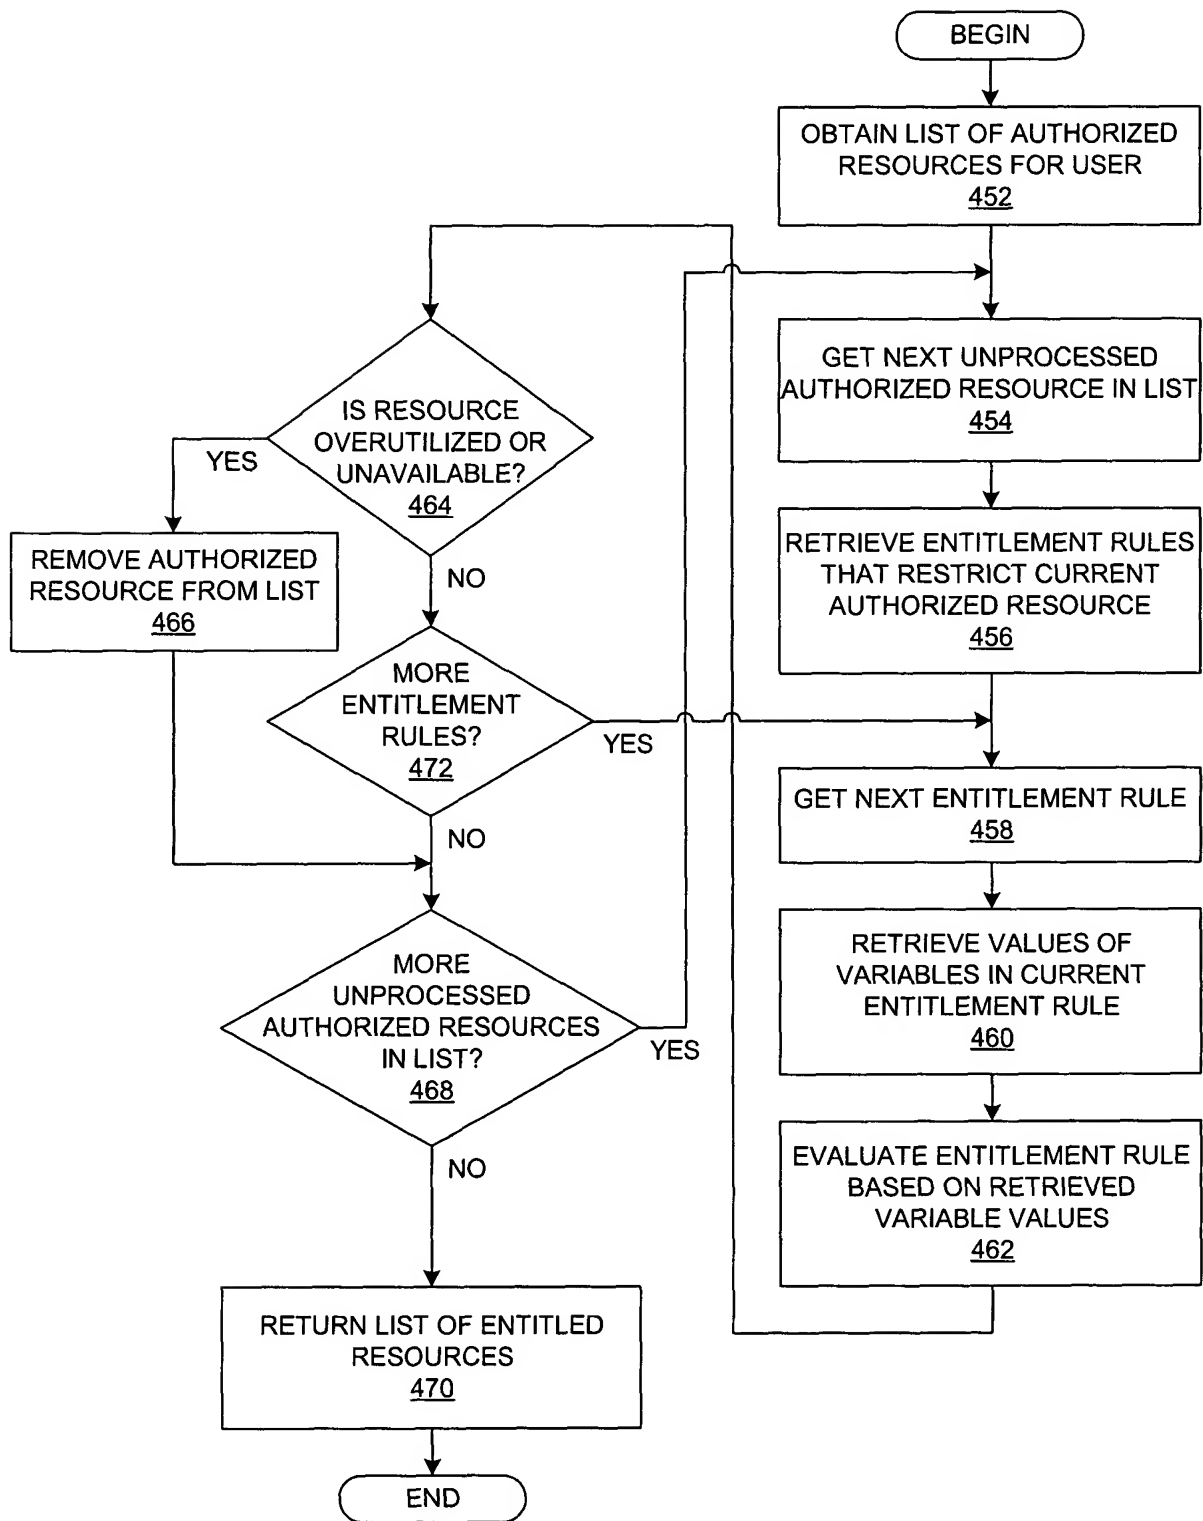 BEGIN
OBTAIN LIST OF AUTHORIZED
RESOURCES FOR USER
452
GET NEXT UNPROCESSED
AUTHORIZED RESOURCE IN LIST
454
RETRIEVE ENTITLEMENT RULES
THAT RESTRICT CURRENT
AUTHORIZED RESOURCE
456
GET NEXT ENTITLEMENT RULE
458
RETRIEVE VALUES OF
VARIABLES IN CURRENT
ENTITLEMENT RULE
460
EVALUATE ENTITLEMENT RULE
BASED ON RETRIEVED
VARIABLE VALUES
462
IS RESOURCE
OVERUTILIZED OR
UNAVAILABLE?
464
YES
NO
REMOVE AUTHORIZED
RESOURCE FROM LIST
466
MORE
ENTITLEMENT
RULES?
472
YES
NO
MORE
UNPROCESSED
AUTHORIZED RESOURCES
IN LIST?
468
YES
NO
RETURN LIST OF ENTITLED
RESOURCES
470
END